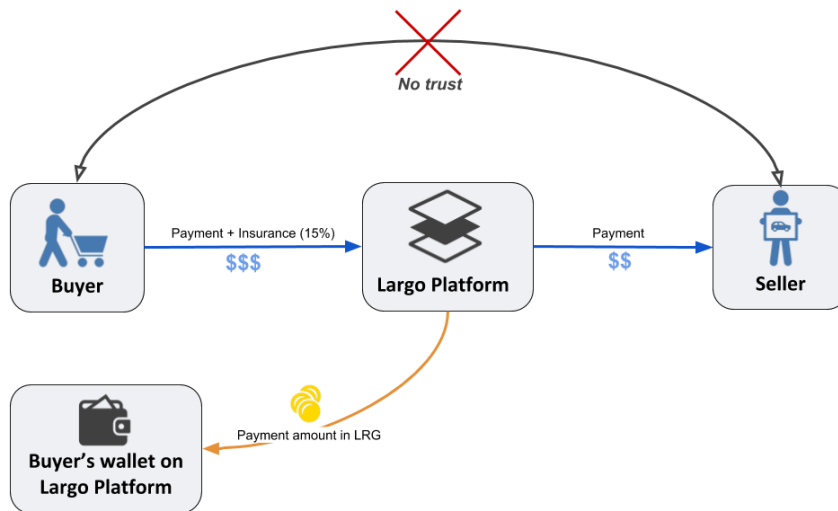 No trust
Payment + Insurance (15%)
$$$
Buyer
Largo Platform
Payment
$$
Seller
Payment amount in LRG
Buyer's wallet on
Largo Platform